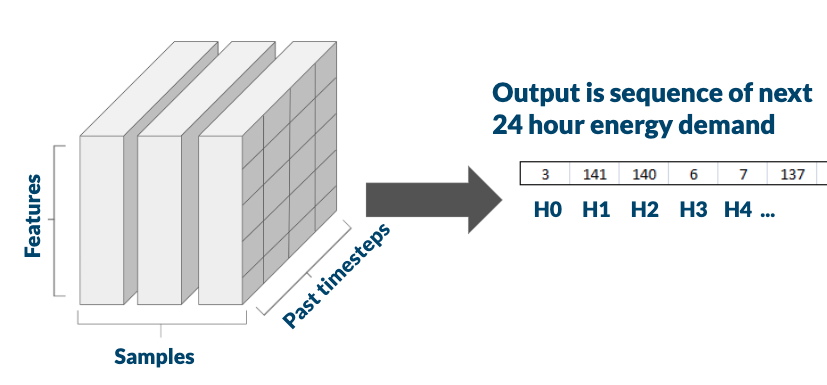 Output is sequence of next
24 hour energy demand
3 141 140 6 7 137
H0 H1 H2 H3 H4 ...
Features
Past timesteps
Samples